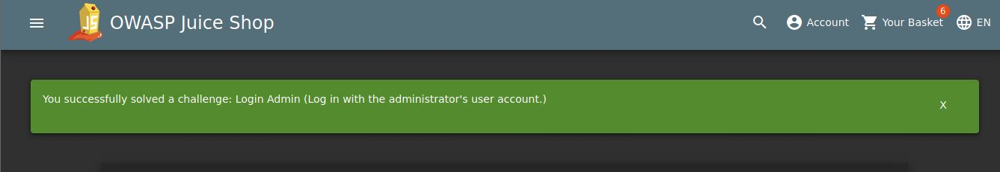 JS
OWASP Juice Shop
Account
6
Your Basket
EN
You successfully solved a challenge: Login Admin (Log in with the administrator's user account.)
X